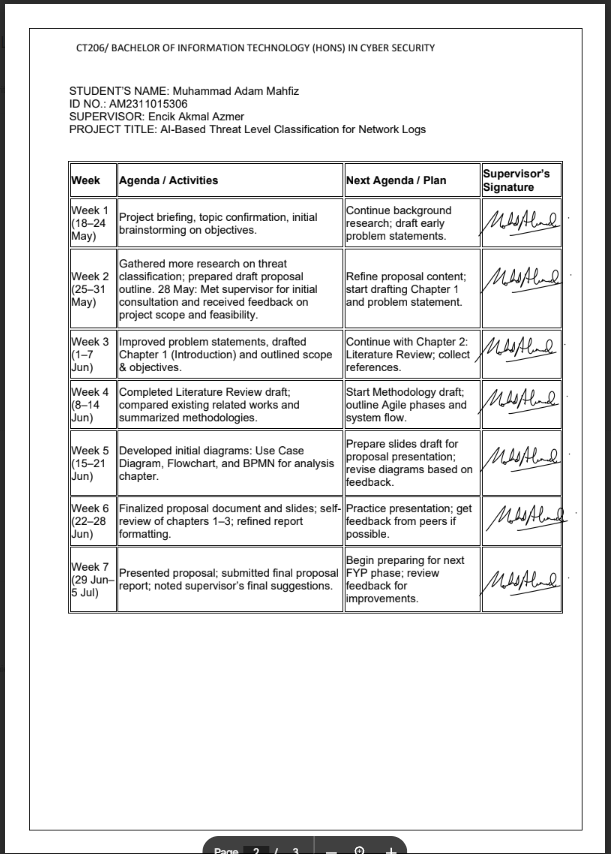 CT206/ BACHELOR OF INFORMATION TECHNOLOGY (HONS) IN CYBER SECURITY
STUDENT'S NAME: Muhammad Adam Mahfiz
ID NO.: AM2311015306
SUPERVISOR: Encik Akmal Azmer
PROJECT TITLE: AI-Based Threat Level Classification for Network Logs
Week
Agenda / Activities
Next Agenda / Plan
Supervisor's
Signature
Week 1
(18–24
May)
Project briefing, topic confirmation, initial
brainstorming on objectives.
Continue background
research; draft early
problem statements.
Week 2
(25–31
May)
Gathered more research on threat
classification; prepared draft proposal
outline. 28 May: Met supervisor for initial
consultation and received feedback on
project scope and feasibility.
Refine proposal content;
start drafting Chapter 1
and problem statement.
Week 3
(1–7
Jun)
Improved problem statements, drafted
Chapter 1 (Introduction) and outlined scope
& objectives.
Continue with Chapter 2:
Literature Review; collect
references.
Week 4
(8–14
Jun)
Completed Literature Review draft;
compared existing related works and
summarized methodologies.
Start Methodology draft;
outline Agile phases and
system flow.
Week 5
(15–21
Jun)
Developed initial diagrams: Use Case
Diagram, Flowchart, and BPMN for analysis
chapter.
Prepare slides draft for
proposal presentation;
revise diagrams based on
feedback.
Week 6
(22–28
Jun)
Finalized proposal document and slides; self-
review of chapters 1–3; refined report
formatting.
Practice presentation; get
feedback from peers if
possible.
Week 7
(29 Jun–
5 Jul)
Presented proposal; submitted final proposal
report; noted supervisor's final suggestions.
Begin preparing for next
FYP phase; review
feedback for
improvements.
Page 2 / 3